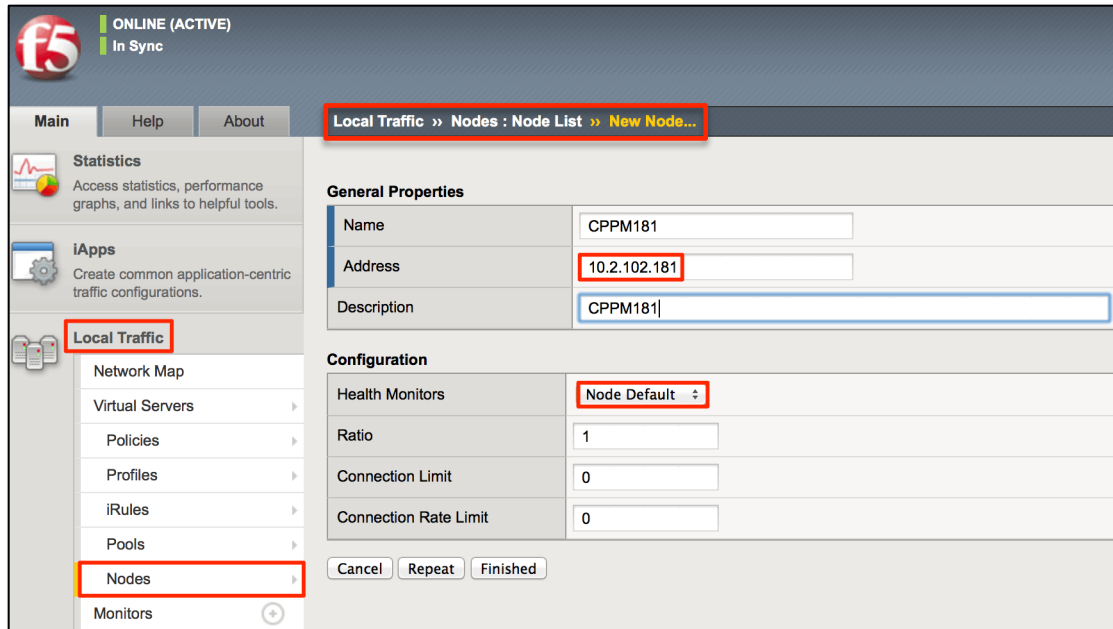 f5
ONLINE (ACTIVE)
In Sync
Main
Help
About
Local Traffic ›› Nodes : Node List ›› New Node...
Statistics
Access statistics, performance
graphs, and links to helpful tools.
iApps
Create common application-centric
traffic configurations.
Local Traffic
Network Map
Virtual Servers
Policies
Profiles
iRules
Pools
Nodes
Monitors
General Properties
Name CPPM181
Address 10.2.102.181
Description CPPM181
Configuration
Health Monitors Node Default
Ratio 1
Connection Limit 0
Connection Rate Limit 0
Cancel Repeat Finished